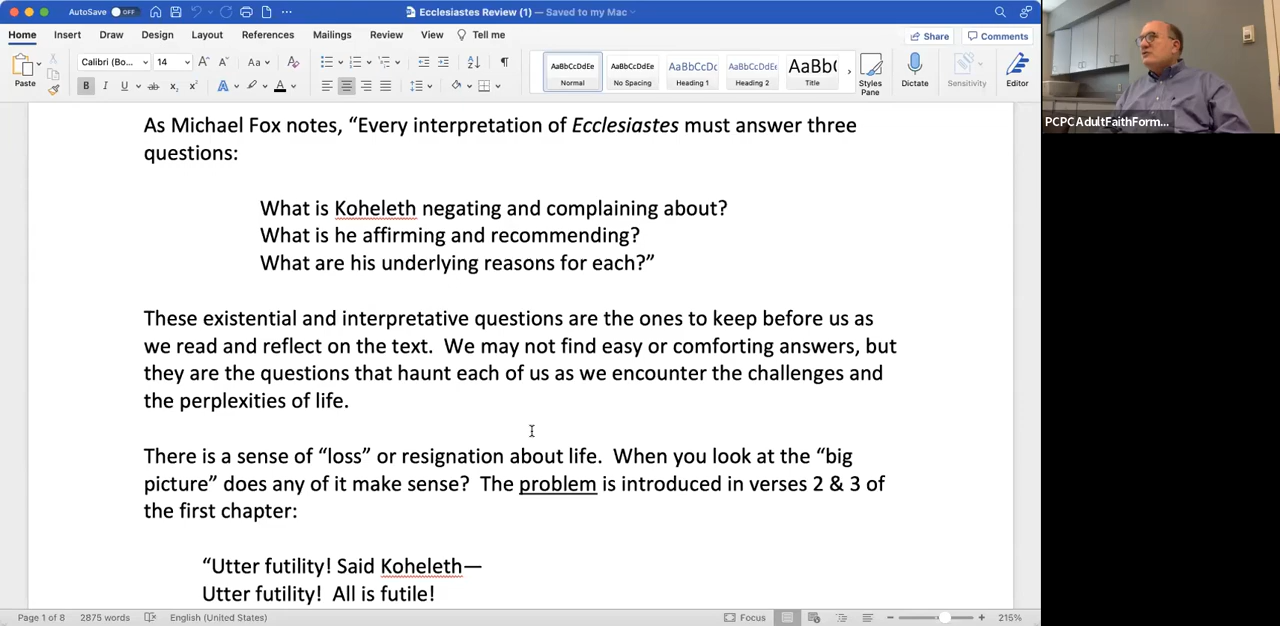 AutoSave OFF
Ecclesiastes Review (1) — Saved to my Mac
Home Insert Draw Design Layout References Mailings Review View Tell me
Share Comments
Paste
Calibri (Bo... 14
AaBbCcDdEe AaBbCcDdEe AaBbCcDc AaBbCcDdEe AaBb(
Normal No Spacing Heading 1 Heading 2 Title
Styles Pane
Dictate
Sensitivity
Editor
As Michael Fox notes, “Every interpretation of Ecclesiastes must answer three
questions:
What is Koheleth negating and complaining about?
What is he affirming and recommending?
What are his underlying reasons for each?”
These existential and interpretative questions are the ones to keep before us as
we read and reflect on the text. We may not find easy or comforting answers, but
they are the questions that haunt each of us as we encounter the challenges and
the perplexities of life.
There is a sense of “loss” or resignation about life. When you look at the “big
picture” does any of it make sense? The problem is introduced in verses 2 & 3 of
the first chapter:
“Utter futility! Said Koheleth—
Utter futility! All is futile!
Page 1 of 8 2875 words English (United States) Focus 215%
PCPC AdultFaithForm...